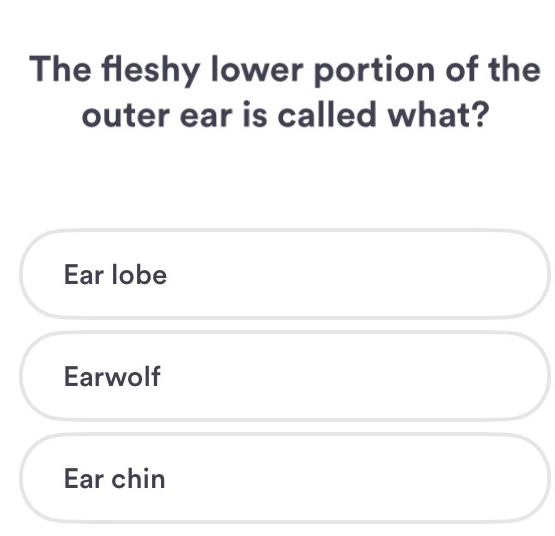 The fleshy lower portion of the
outer ear is called what?
Ear lobe
Earwolf
Ear chin